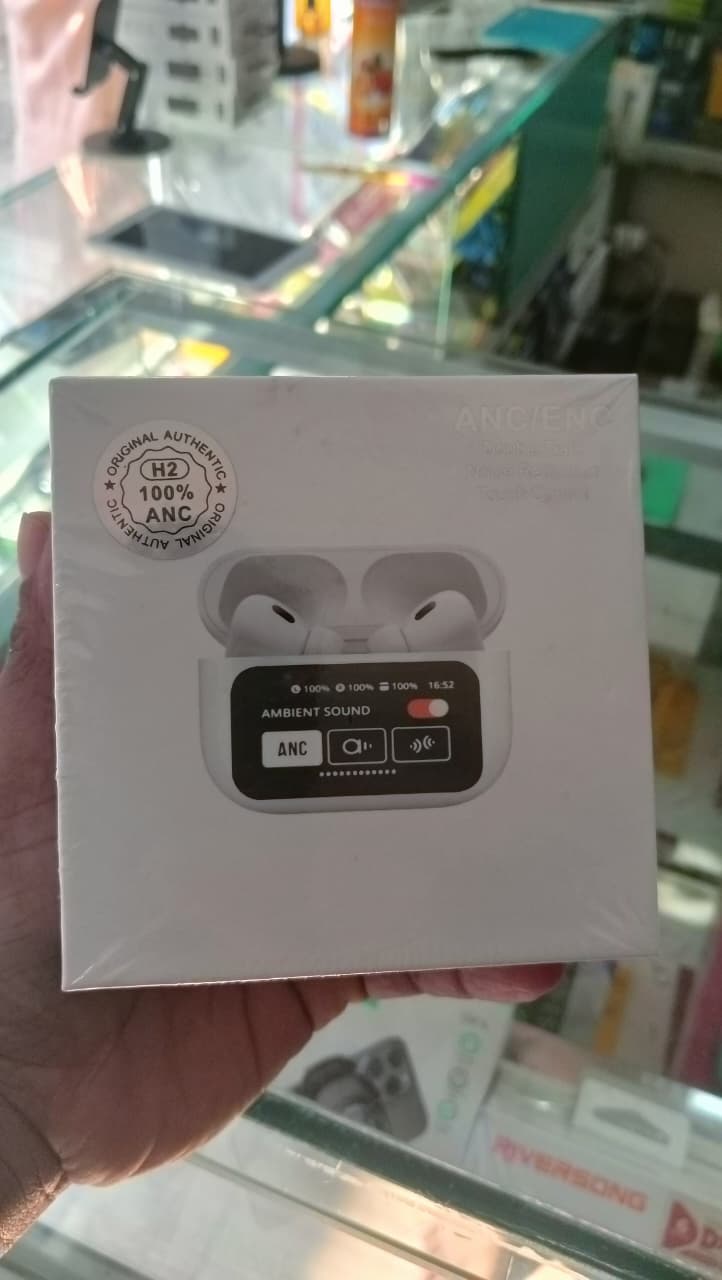 ORIGINAL AUTHENTIC
H2
100%
ANC
ORIGINAL AUTHENTIC
ANC/ENC
100% 100% 100% 16:52
AMBIENT SOUND
ANC
RIVERSONG